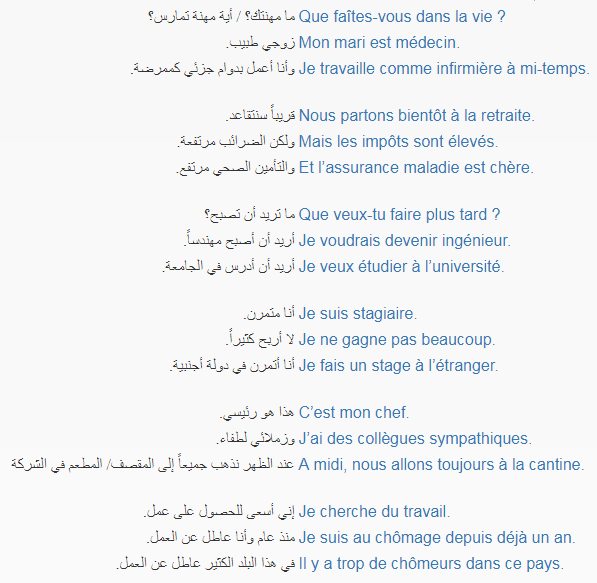 ما مهنتك؟ / أية مهنة تمارس؟ Que faîtes-vous dans la vie ?
زوجي طبيب. Mon mari est médecin.
وأنا أعمل بدوام جزئي كممرضة. Je travaille comme infirmière à mi-temps.
قريباً سنتقاعد. Nous partons bientôt à la retraite.
ولكن الضرائب مرتفعة. Mais les impôts sont élevés.
والتأمين الصحي مرتفع. Et l’assurance maladie est chère.
ما تريد أن تصبح؟ Que veux-tu faire plus tard ?
أريد أن أصبح مهندساً. Je voudrais devenir ingénieur.
أريد أن أدرس في الجامعة. Je veux étudier à l’université.
أنا متمرن. Je suis stagiaire.
لا أربح كثيراً. Je ne gagne pas beaucoup.
أنا أتمرن في دولة أجنبية. Je fais un stage à l’étranger.
هذا هو رئيسي. C’est mon chef.
وزملائي لطفاء. J’ai des collègues sympathiques.
عند الظهر نذهب جميعاً إلى المقصف/ المطعم في الشركة A midi, nous allons toujours à la cantine.
إني أسعى للحصول على عمل. Je cherche du travail.
منذ عام وأنا عاطل عن العمل. Je suis au chômage depuis déjà un an.
في هذا البلد الكثير عاطل عن العمل. Il y a trop de chômeurs dans ce pays.